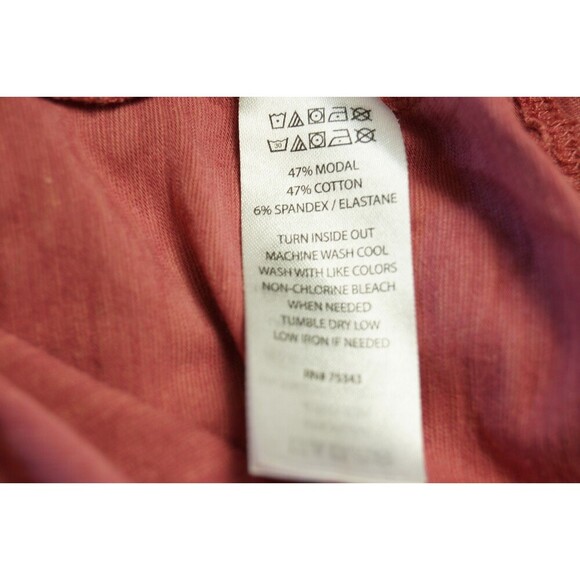 47% MODAL
47% COTTON
6% SPANDEX / ELASTANE
TURN INSIDE OUT
MACHINE WASH COOL
WASH WITH LIKE COLORS
NON-CHLORINE BLEACH
WHEN NEEDED
TUMBLE DRY LOW
LOW IRON IF NEEDED
RN# 75343